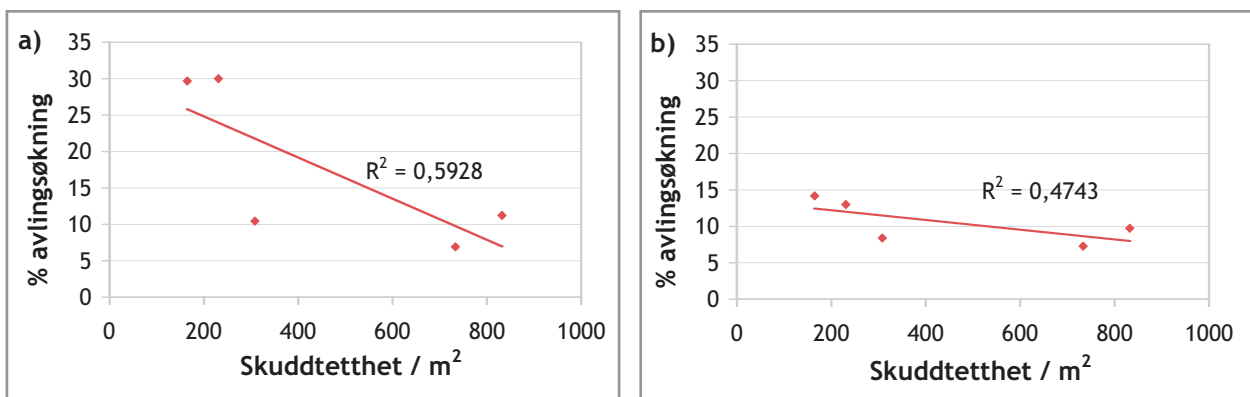 a)
35
30
25
20
15
10
5
0
% avlingsøkning
R² = 0,5928
0 200 400 600 800 1000
Skuddtetthet / m²
b)
35
30
25
20
15
10
5
0
% avlingsøkning
R² = 0,4743
0 200 400 600 800 1000
Skuddtetthet / m²